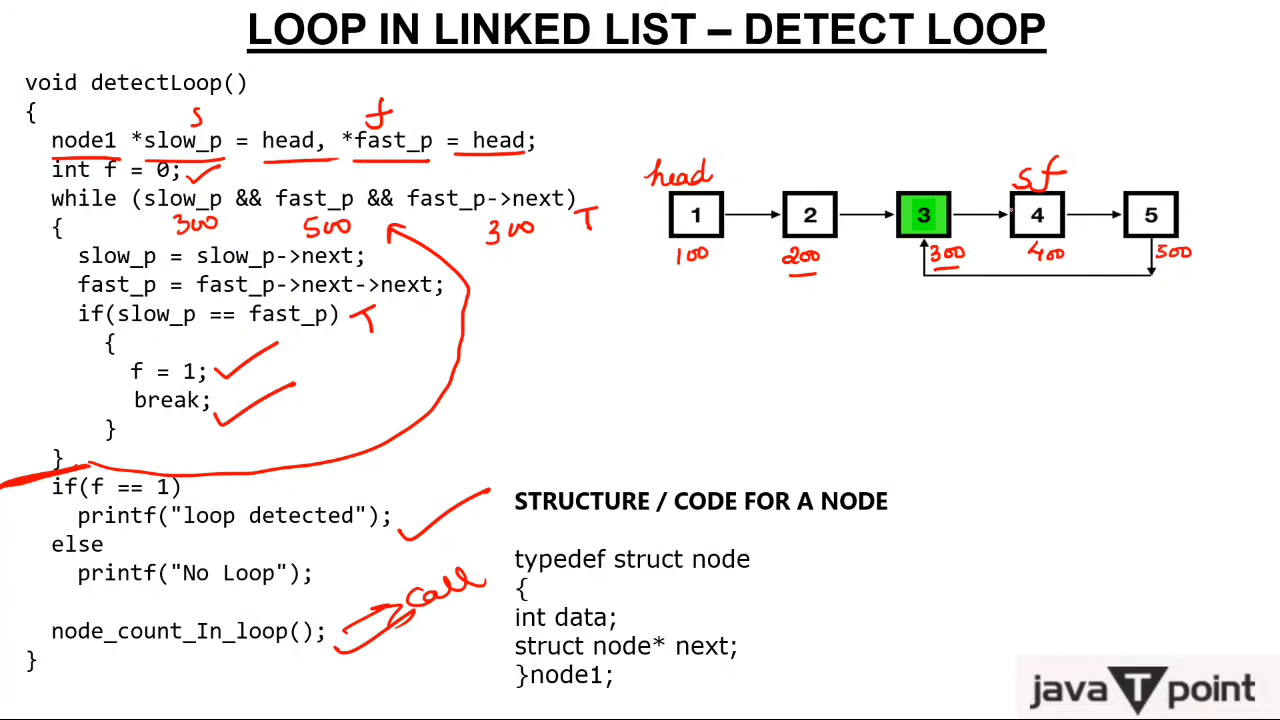 LOOP IN LINKED LIST – DETECT LOOP
void detectLoop()
{
s f
node1 *slow_p = head, *fast_p = head;
int f = 0;
while (slow_p && fast_p && fast_p->next)
300 500 300 T
{
slow_p = slow_p->next;
fast_p = fast_p->next->next;
if(slow_p == fast_p) T
{
f = 1;
break;
}
}
if(f == 1)
printf("loop detected");
else
printf("No Loop");
call
node_count_In_loop();
}
head sf
1 2 3 4 5
100 200 300 400 500
STRUCTURE / CODE FOR A NODE
typedef struct node
{
int data;
struct node* next;
}node1;
java T point